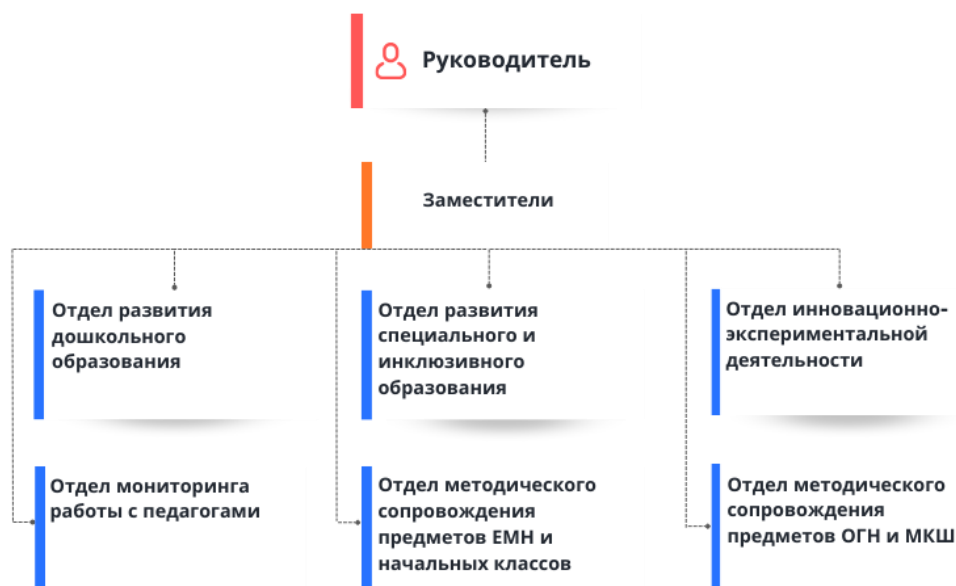 Руководитель
Заместители
Отдел развития
дошкольного
образования
Отдел развития
специального и
инклюзивного
образования
Отдел инновационно-
экспериментальной
деятельности
Отдел мониторинга
работы с педагогами
Отдел методического
сопровождения
предметов ЕМН и
начальных классов
Отдел методического
сопровождения
предметов ОГН и МКШ